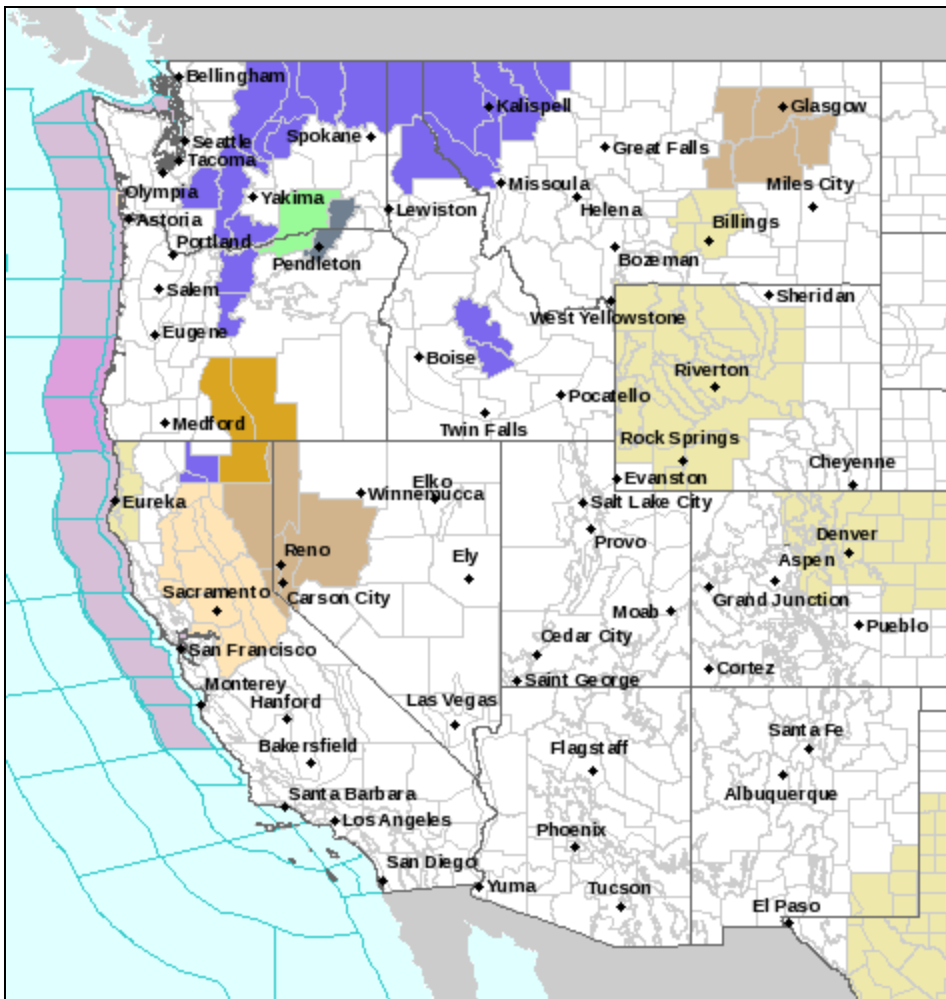 Bellingham
Kalispell
Glasgow
Spokane
Seattle
Great Falls
Tacoma
Missoula
Miles City
Olympia
Yakima
Helena
Astoria
Lewiston
Billings
Portland
Pendleton
Bozeman
Salem
Sheridan
West Yellowstone
Eugene
Boise
Riverton
Pocatello
Medford
Twin Falls
Rock Springs
Cheyenne
Elko
Evanston
Winnemucca
Eureka
Salt Lake City
Denver
Provo
Reno
Ely
Aspen
Sacramento
Carson City
Grand Junction
Moab
Pueblo
Cedar City
San Francisco
Cortez
Saint George
Monterey
Hanford
Las Vegas
Santa Fe
Bakersfield
Flagstaff
Albuquerque
Santa Barbara
Los Angeles
Phoenix
San Diego
Yuma
Tucson
El Paso